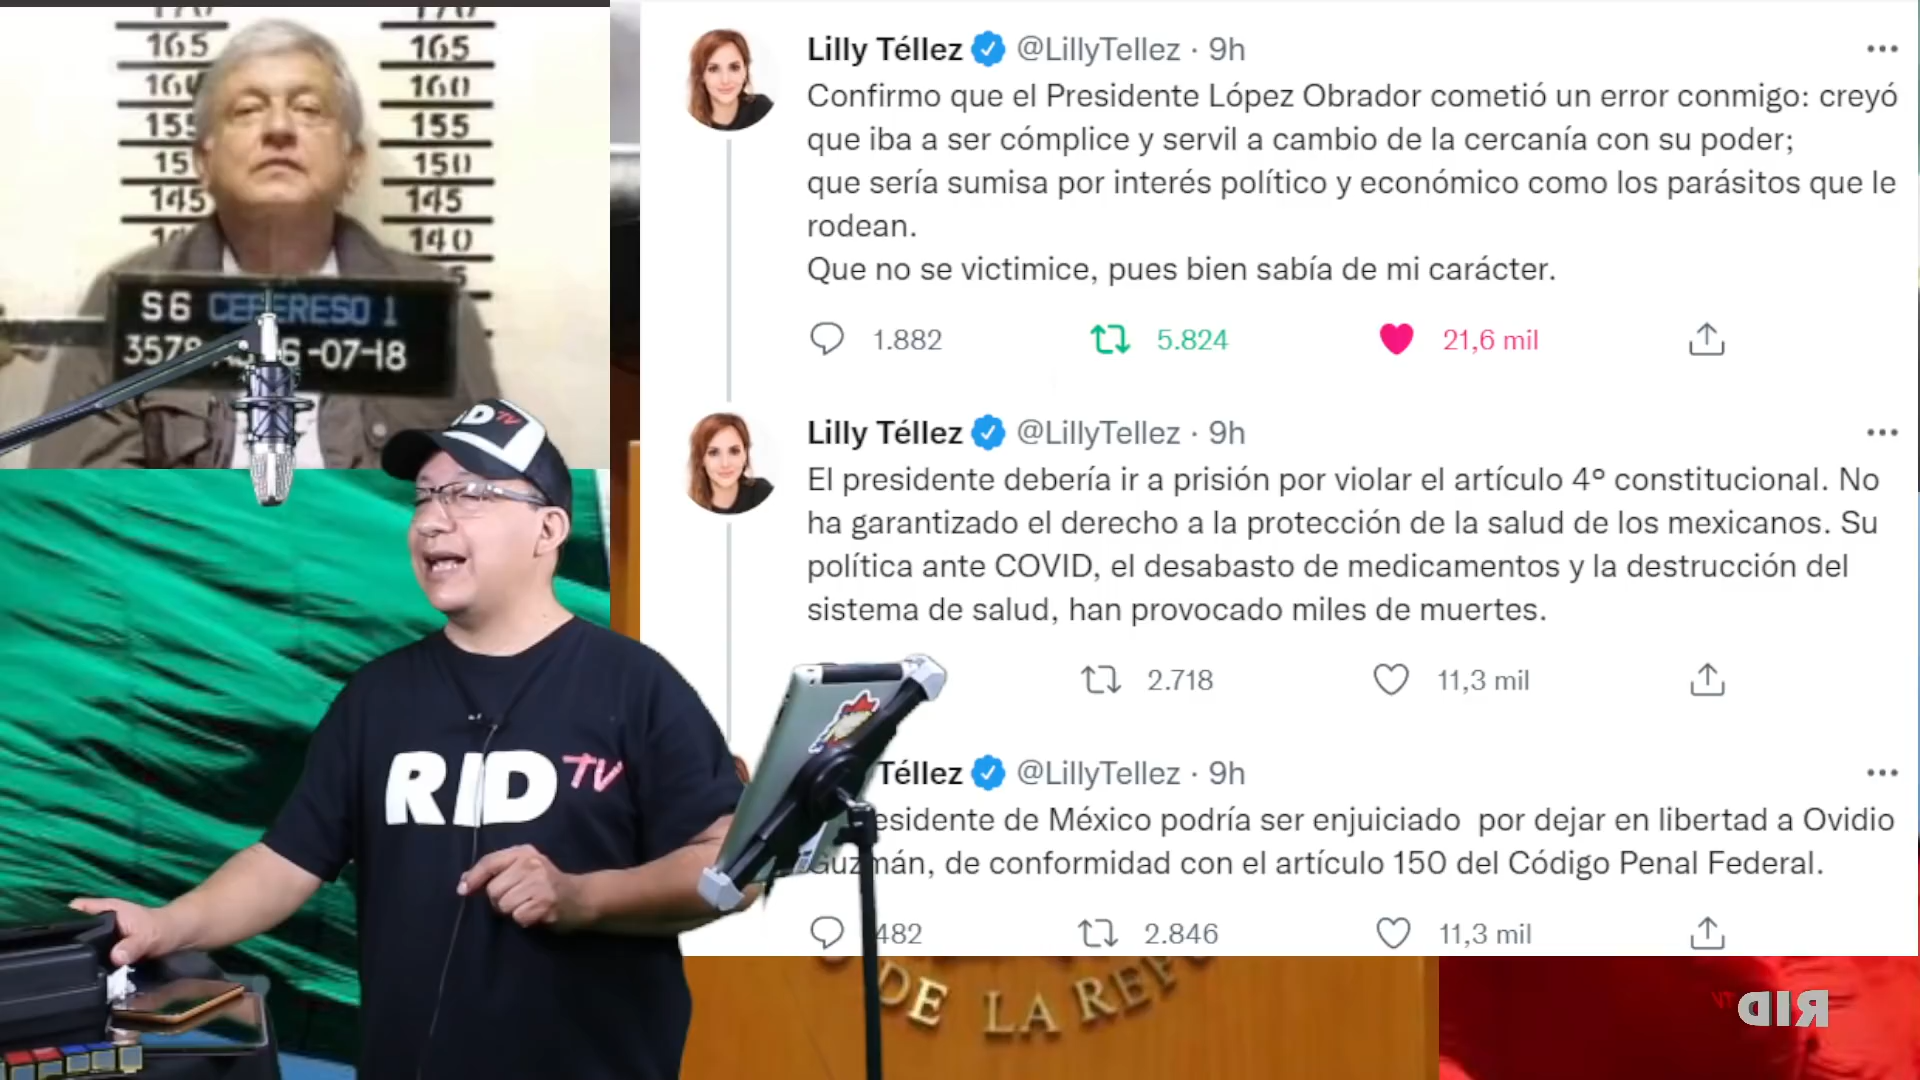 170 170
165 165
160
155 155
150
145 145
140
S6 CEFERESO 1
-07-18
RID TV
Lilly Téllez @LillyTellez · 9h
Confirmo que el Presidente López Obrador cometió un error conmigo: creyó
que iba a ser cómplice y servil a cambio de la cercanía con su poder;
que sería sumisa por interés político y económico como los parásitos que le
rodean.
Que no se victimice, pues bien sabía de mi carácter.
1.882 5.824 21,6 mil
Lilly Téllez @LillyTellez · 9h
El presidente debería ir a prisión por violar el artículo 4º constitucional. No
ha garantizado el derecho a la protección de la salud de los mexicanos. Su
política ante COVID, el desabasto de medicamentos y la destrucción del
sistema de salud, han provocado miles de muertes.
2.718 11,3 mil
Téllez @LillyTellez · 9h
esidente de México podría ser enjuiciado por dejar en libertad a Ovidio
Guzmán, de conformidad con el artículo 150 del Código Penal Federal.
482 2.846 11,3 mil
DE LA REFO
RID TV